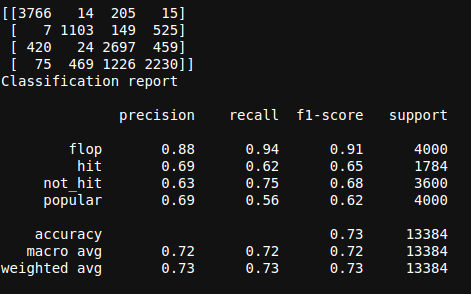 [[3766   14  205   15]
 [   7 1103  149  525]
 [ 420   24 2697  459]
 [  75  469 1226 2230]]
Classification report
              precision    recall  f1-score   support
        flop       0.88      0.94      0.91      4000
         hit       0.69      0.62      0.65      1784
     not_hit       0.63      0.75      0.68      3600
     popular       0.69      0.56      0.62      4000
    accuracy                           0.73     13384
   macro avg       0.72      0.72      0.72     13384
weighted avg       0.73      0.73      0.73     13384